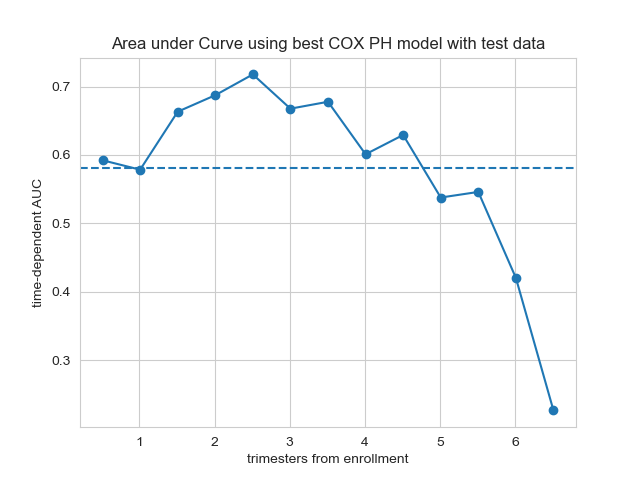 Area under Curve using best COX PH model with test data
time-dependent AUC
0.7
0.6
0.5
0.4
0.3
1 2 3 4 5 6
trimesters from enrollment